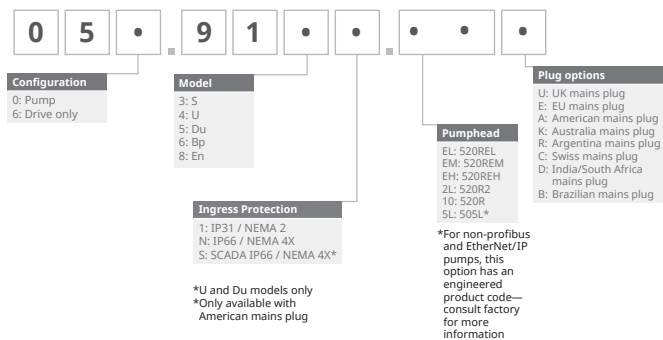 0 5 • . 9 1 • • . • • •
Configuration
0: Pump
6: Drive only
Model
3: S
4: U
5: Du
6: Bp
8: En
Ingress Protection
1: IP31 / NEMA 2
N: IP66 / NEMA 4X
S: SCADA IP66 / NEMA 4X*
*U and Du models only
*Only available with
American mains plug
Pumphead
EL: 520REL
EM: 520REM
EH: 520REH
2L: 520R2
10: 520R
5L: 505L*
*For non-profibus
and EtherNet/IP
pumps, this
option has an
engineered
product code—
consult factory
for more
information
Plug options
U: UK mains plug
E: EU mains plug
A: American mains plug
K: Australia mains plug
R: Argentina mains plug
C: Swiss mains plug
D: India/South Africa
mains plug
B: Brazilian mains plug